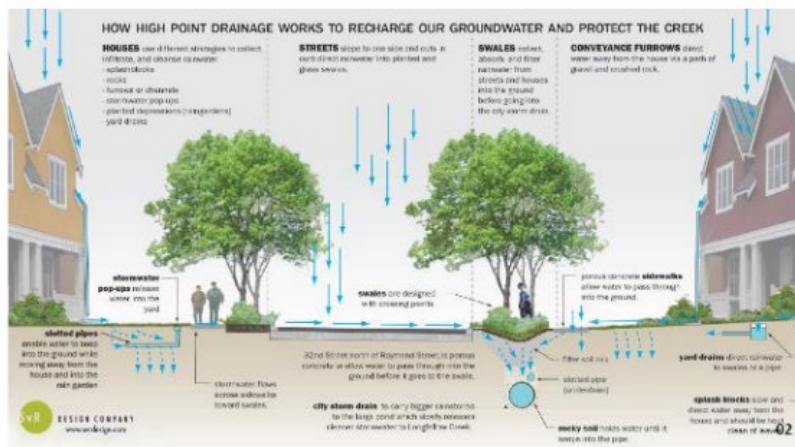 HOW HIGH POINT DRAINAGE WORKS TO RECHARGE OUR GROUNDWATER AND PROTECT THE CREEK
HOUSES use different strategies to collect,
infiltrate, and cleanse rainwater:
- splash blocks
- rocks
- furrows or channels
- stormwater pop-ups
- planted depressions (raingardens)
- yard drains
STREETS slope to one side and cuts in
curb direct rainwater into planted and
grass swales.
SWALES collect,
absorb, and filter
rainwater from
streets and houses
into the ground
before going into
the city storm drain.
CONVEYANCE FURROWS direct
water away from the house via a path of
gravel and crushed rock.
stormwater
pop-ups release
water into the
yard
swales are designed
with crossing points
porous concrete sidewalks
allow water to pass through
into the ground.
slotted pipes
enable water to seep
into the ground while
moving away from the
house and into the
rain garden
stormwater flows
across sidewalks
toward swales.
32nd Street north of Raymond Street, is porous
concrete to allow water to pass through into the
ground before it goes to the swale.
filter soil mix
slotted pipe
(underdrain)
yard drains direct rainwater
to swales or a pipe
city storm drain to carry bigger rainstorms
to the large pond which slowly releases
cleaner stormwater to Longfellow Creek.
rocky soil holds water until it
seeps into the pipe
splash blocks slow and
direct water away from the
house and should be kept
clean of
SvR
DESIGN COMPANY
www.svrdesign.com
02